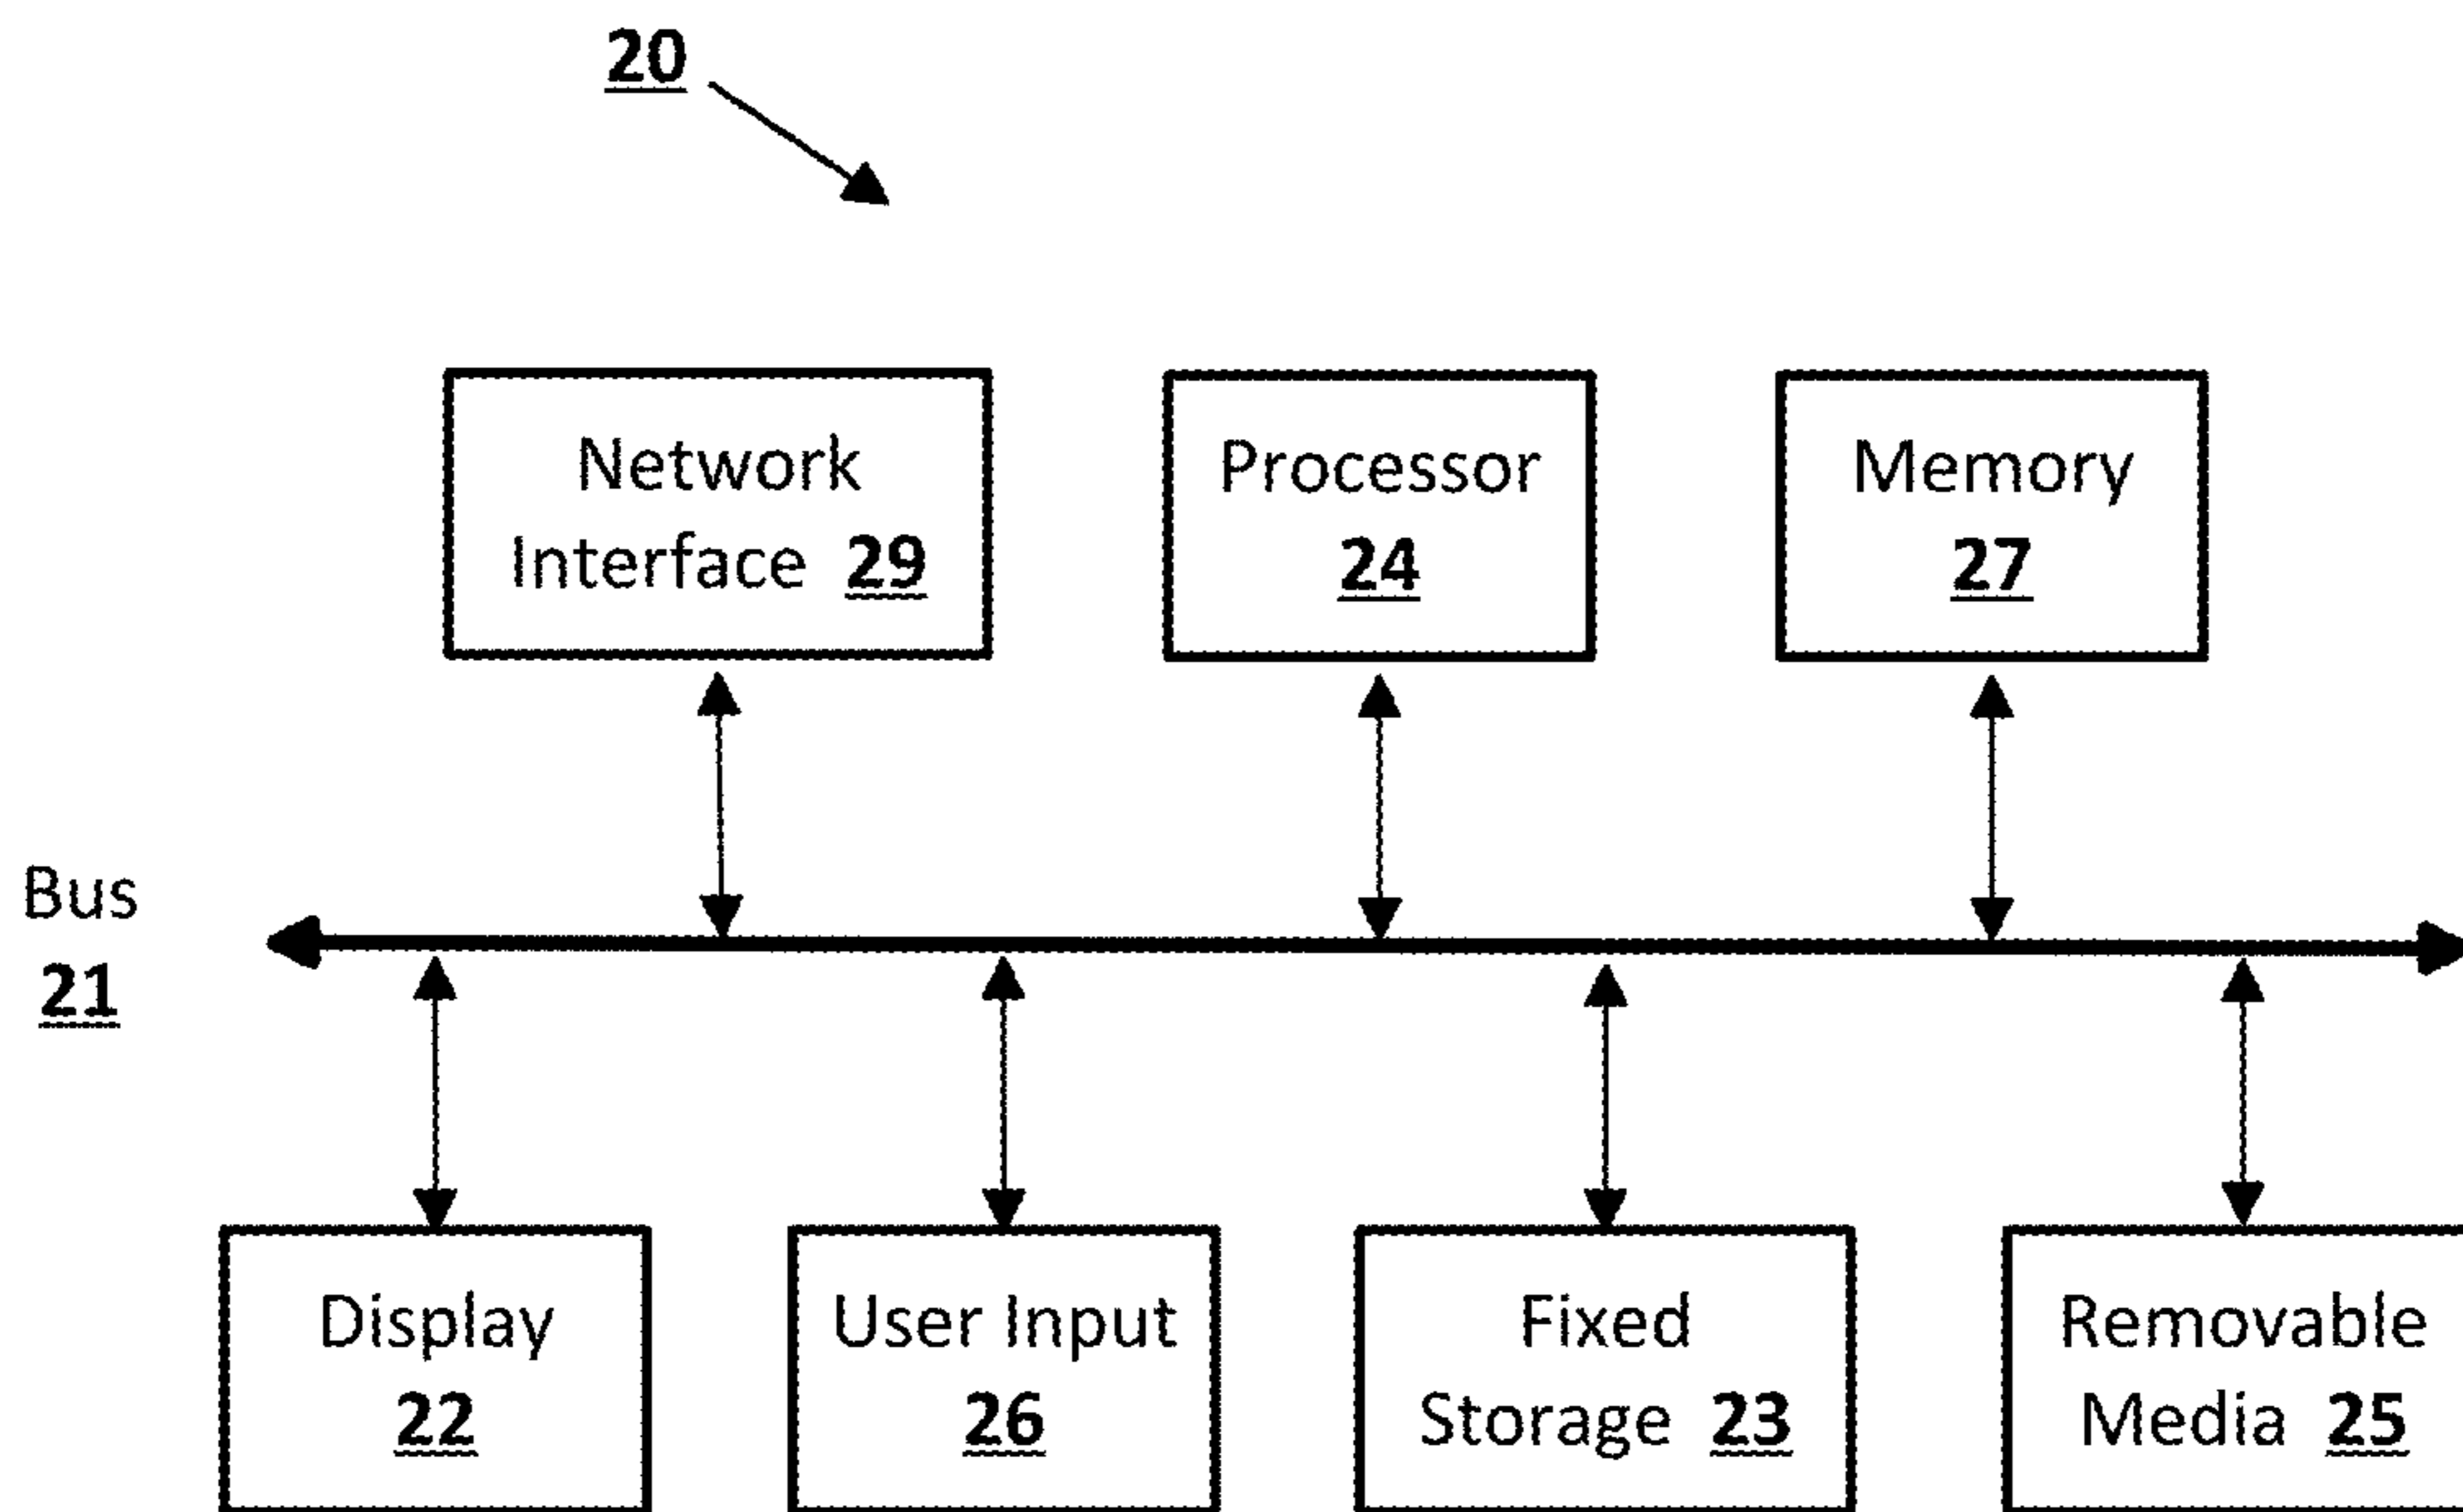 20
Network
Interface 29
Processor
24
Memory
27
Bus
21
Display
22
User Input
26
Fixed
Storage 23
Removable
Media 25